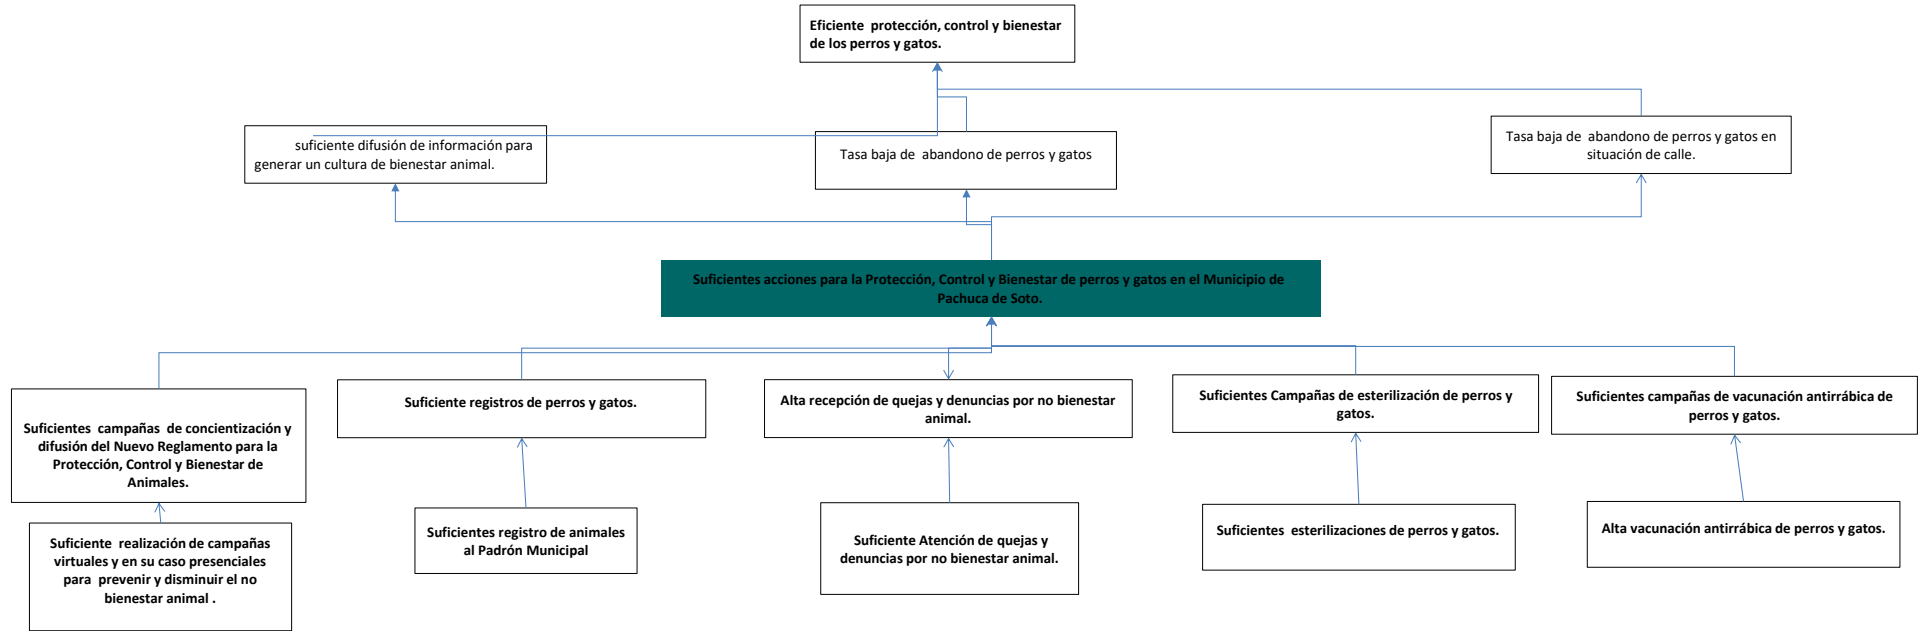 Eficiente protección, control y bienestar
de los perros y gatos.
suficiente difusión de información para
generar un cultura de bienestar animal.
Tasa baja de abandono de perros y gatos
Tasa baja de abandono de perros y gatos en
situación de calle.
Suficientes acciones para la Protección, Control y Bienestar de perros y gatos en el Municipio de
Pachuca de Soto.
Suficientes campañas de concientización y
difusión del Nuevo Reglamento para la
Protección, Control y Bienestar de
Animales.
Suficiente registros de perros y gatos.
Alta recepción de quejas y denuncias por no bienestar
animal.
Suficientes Campañas de esterilización de perros y
gatos.
Suficientes campañas de vacunación antirrábica de
perros y gatos.
Suficiente realización de campañas
virtuales y en su caso presenciales
para prevenir y disminuir el no
bienestar animal .
Suficientes registro de animales
al Padrón Municipal
Suficiente Atención de quejas y
denuncias por no bienestar animal.
Suficientes esterilizaciones de perros y gatos.
Alta vacunación antirrábica de perros y gatos.